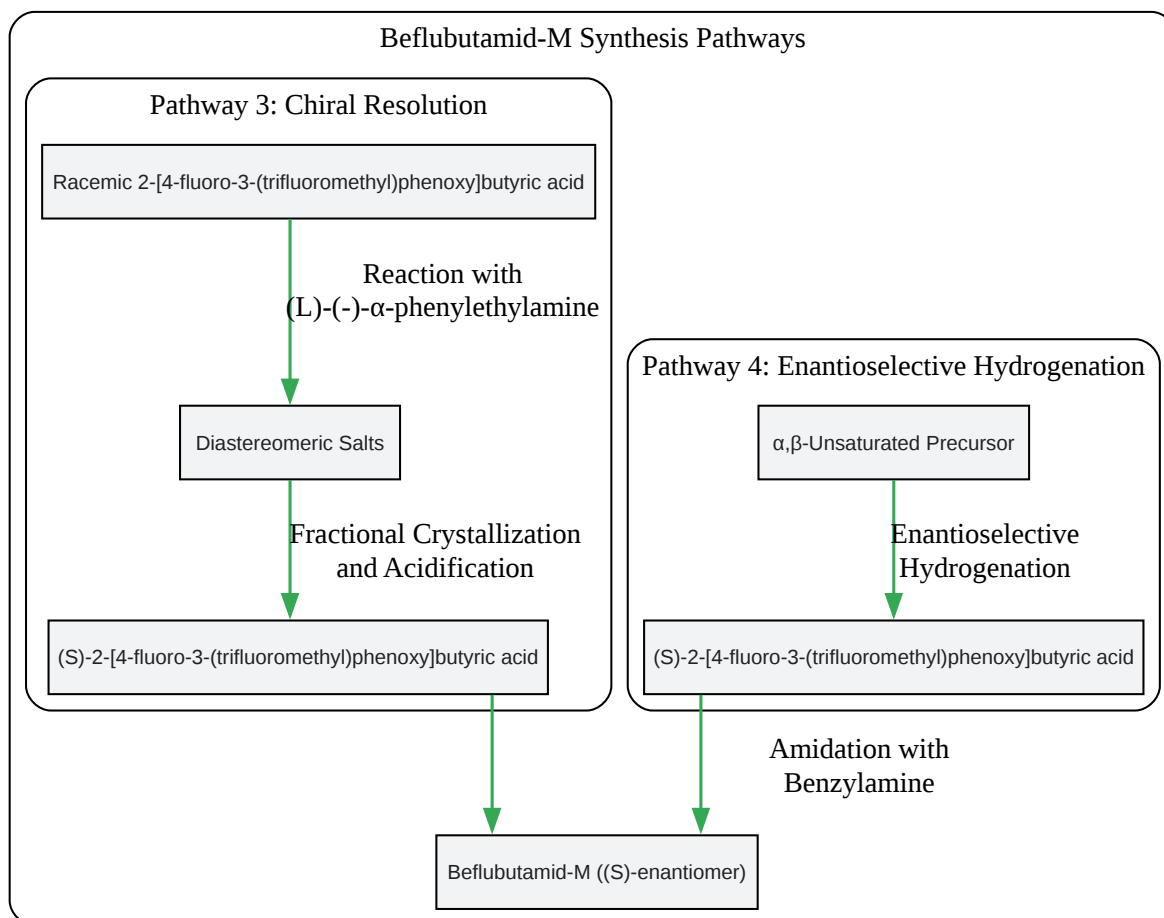 Beflubutamid-M Synthesis Pathways
Pathway 3: Chiral Resolution
Racemic 2-[4-fluoro-3-(trifluoromethyl)phenoxy]butyric acid
Reaction with
(L)-(-)-α-phenylethylamine
Diastereomeric Salts
Fractional Crystallization
and Acidification
(S)-2-[4-fluoro-3-(trifluoromethyl)phenoxy]butyric acid
Pathway 4: Enantioselective Hydrogenation
α,β-Unsaturated Precursor
Enantioselective
Hydrogenation
(S)-2-[4-fluoro-3-(trifluoromethyl)phenoxy]butyric acid
Amidation with
Benzylamine
Beflubutamid-M ((S)-enantiomer)